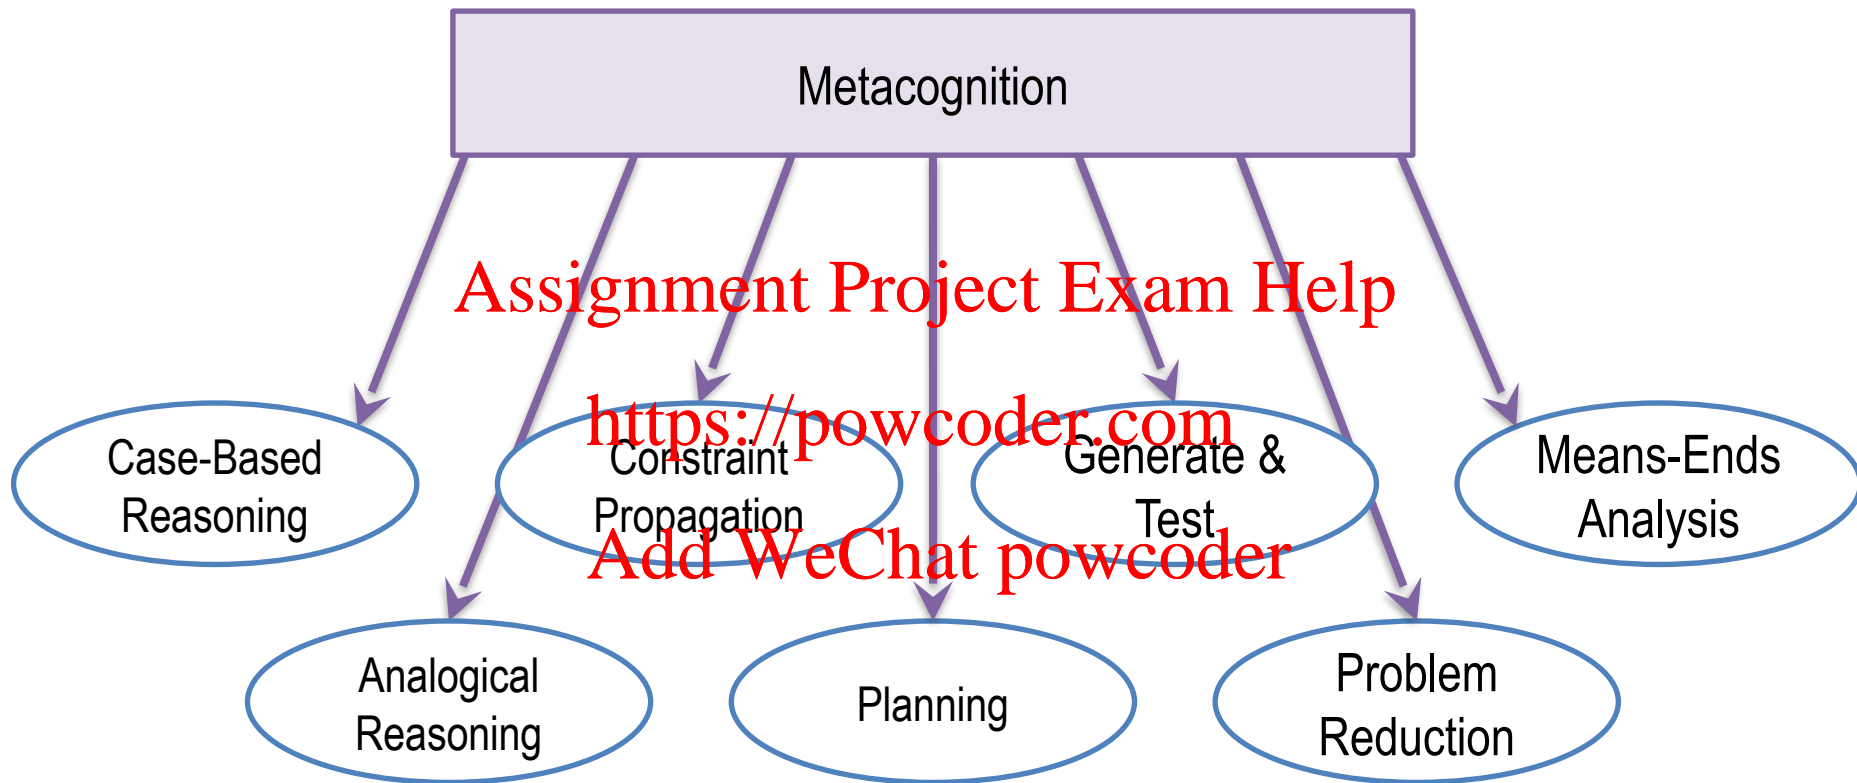 Metacognition
Assignment Project Exam Help
https://powcoder.com
Case-Based
Reasoning
Constraint
Propagation
Generate &
Test
Means-Ends
Analysis
Add WeChat powcoder
Analogical
Reasoning
Planning
Problem
Reduction